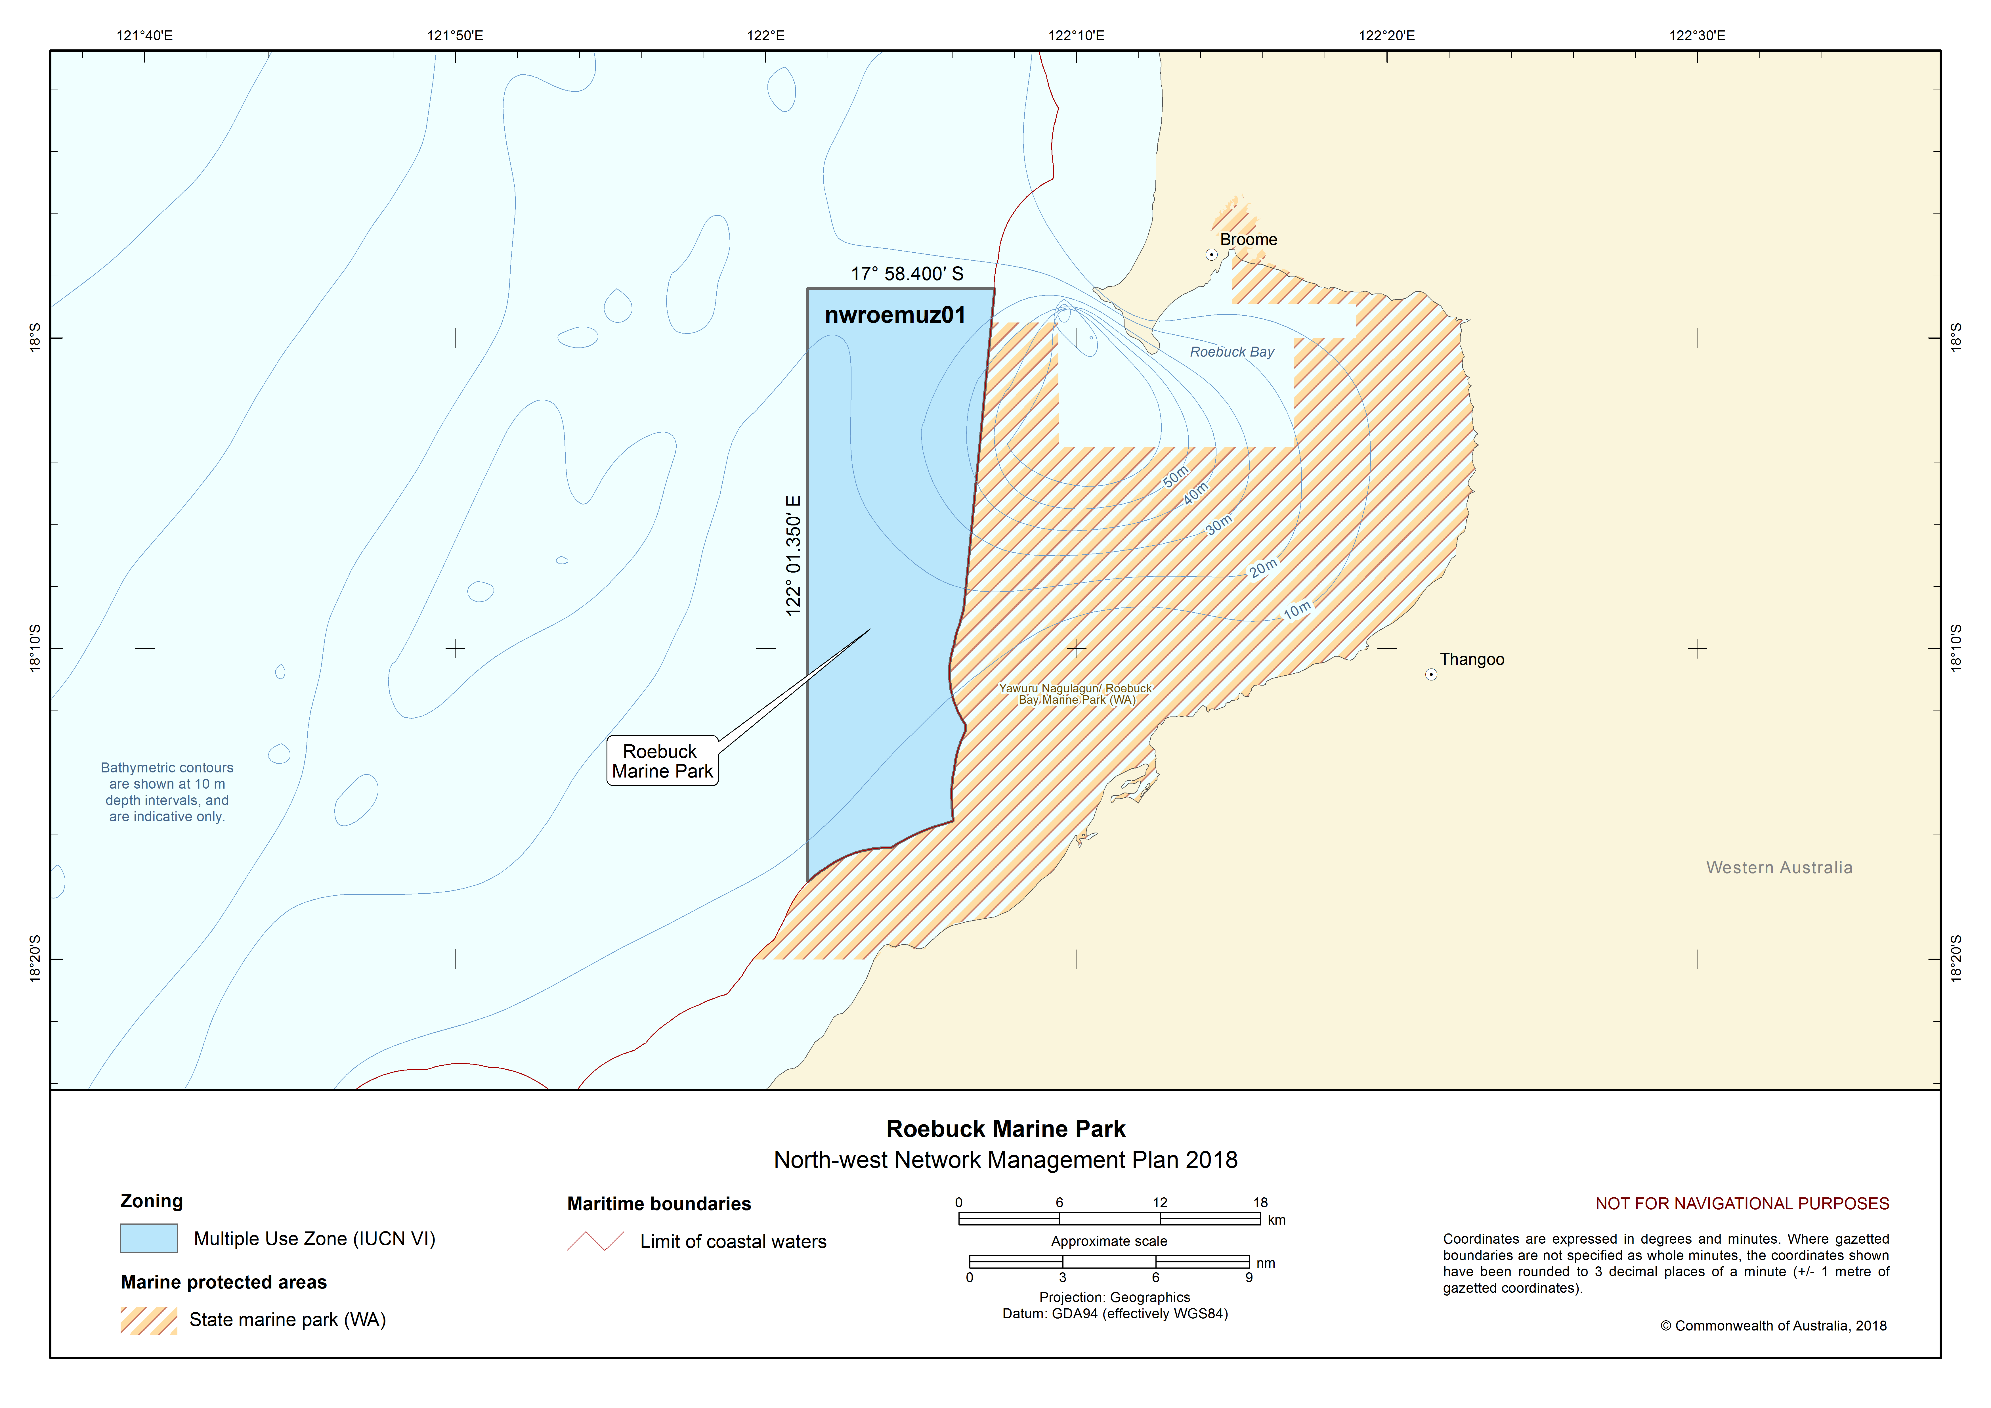 121°40'E
121°50'E
122°E
122°10'E
122°20'E
122°30'E
Broome
17° 58.400' S
nwroemuz01
18°S
18°S
Roebuck Bay
50m
40m
30m
122° 01.350' E
20m
10m
18°10'S
18°10'S
Thangoo
Yawuru Nagulagun/ Roebuck
Bay Marine Park (WA)
Roebuck
Marine Park
Bathymetric contours
are shown at 10 m
depth intervals, and
are indicative only.
Western Australia
18°20'S
18°20'S
Roebuck Marine Park
North-west Network Management Plan 2018
Zoning
Multiple Use Zone (IUCN VI)
Marine protected areas
State marine park (WA)
Maritime boundaries
Limit of coastal waters
0 6 12 18
km
Approximate scale
nm
0 3 6 9
Projection: Geographics
Datum: GDA94 (effectively WGS84)
NOT FOR NAVIGATIONAL PURPOSES
Coordinates are expressed in degrees and minutes. Where gazetted
boundaries are not specified as whole minutes, the coordinates shown
have been rounded to 3 decimal places of a minute (+/- 1 metre of
gazetted coordinates).
© Commonwealth of Australia, 2018